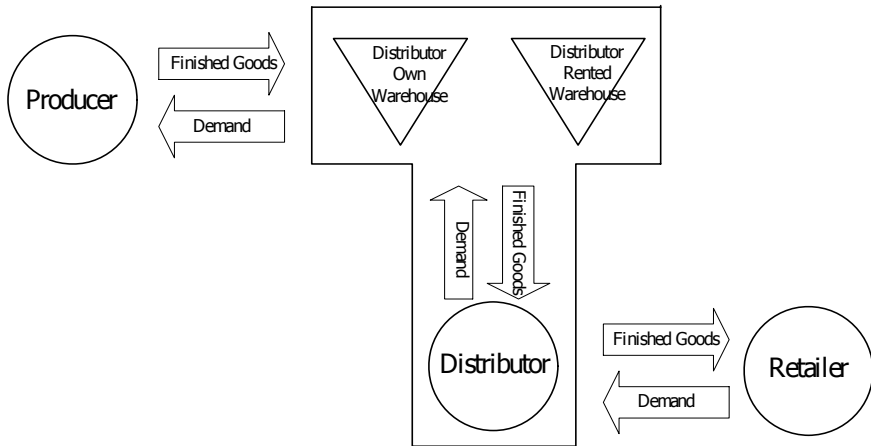 Producer
Finished Goods
Demand
Distributor
Own
Warehouse
Distributor
Rented
Warehouse
Demand
Finished Goods
Distributor
Finished Goods
Demand
Retailer